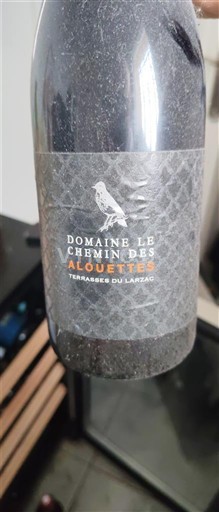 DOMAINE LE
CHEMIN DES
ALOUETTES
TERRASSES DU LARZAC